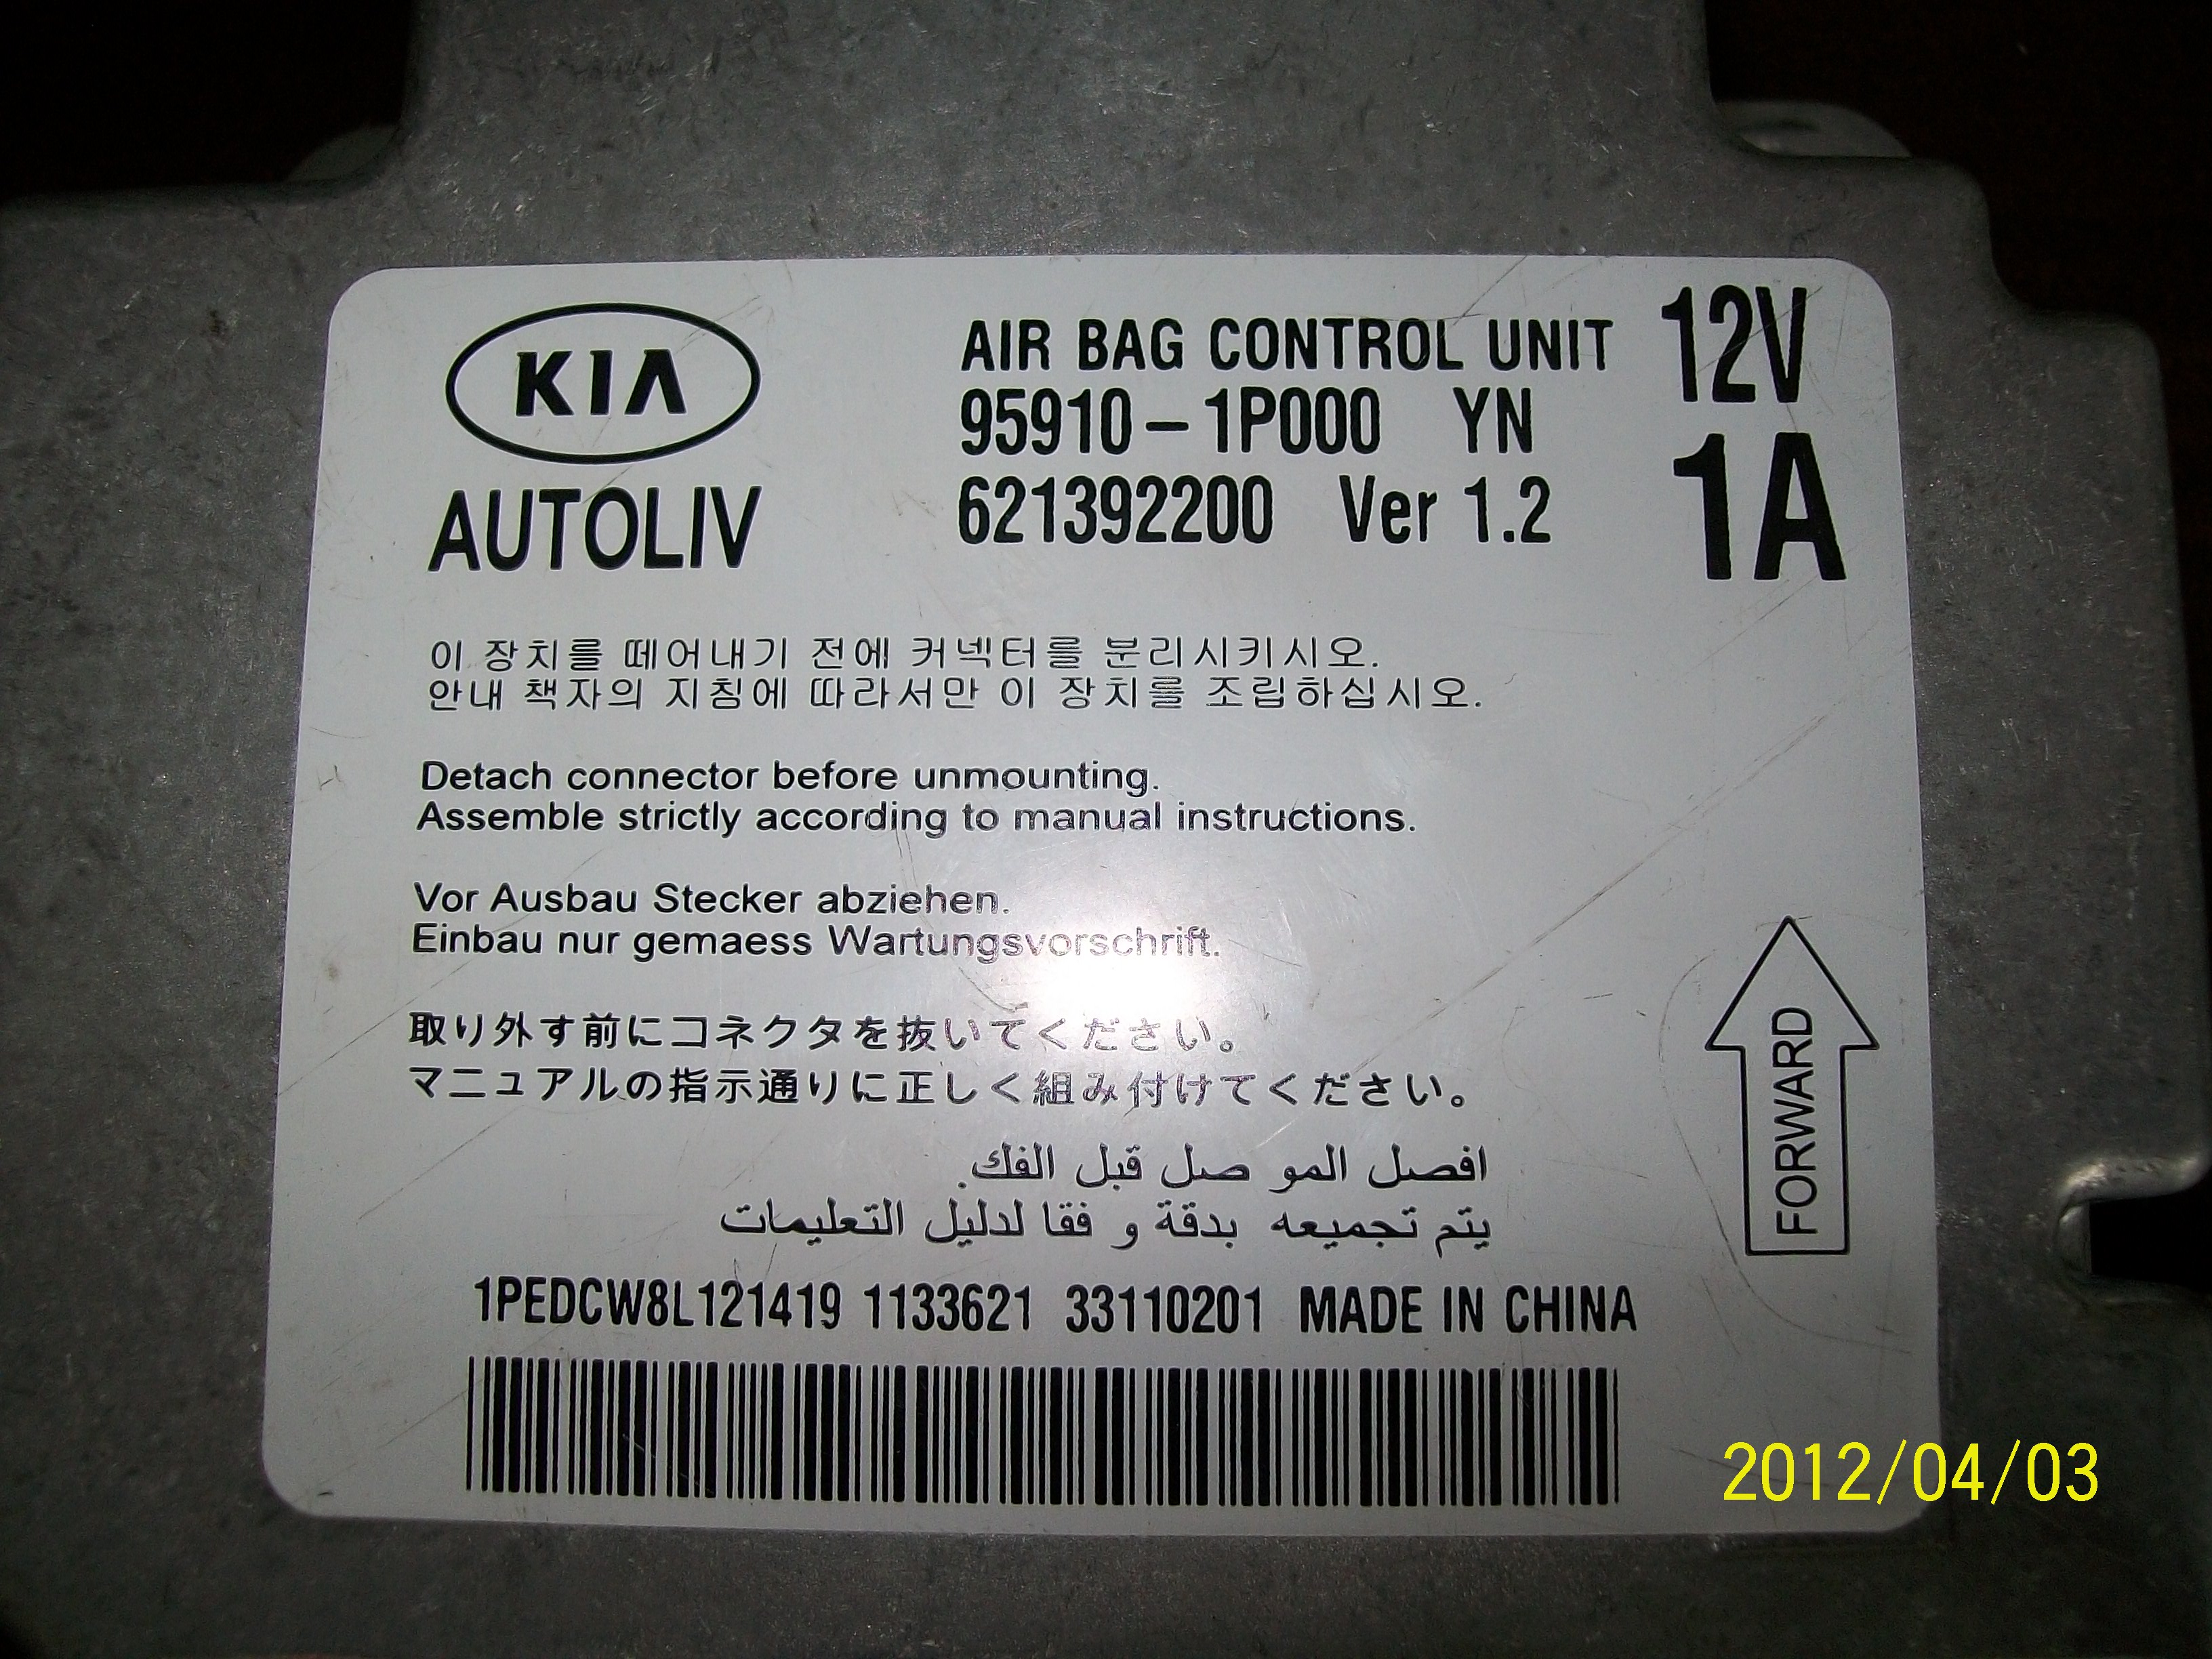 KIA
AUTOLIV
AIR BAG CONTROL UNIT
95910-1P000 YN
621392200 Ver 1.2
12V
1A
이 장치를 떼어내기 전에 커넥터를 분리시키시오.
안내 책자의 지침에 따라서만 이 장치를 조립하십시오.
Detach connector before unmounting.
Assemble strictly according to manual instructions.
Vor Ausbau Stecker abziehen.
Einbau nur gemaess Wartungsvorschrift.
取り外す前にコネクタを抜いてください。
マニュアルの指示通りに正しく組み付けてください。
افصل المو صل قبل الفك.
يتم تجميعه بدقة و فقا لدليل التعليمات
FORWARD
1PEDCW8L121419 1133621 33110201 MADE IN CHINA
2012/04/03